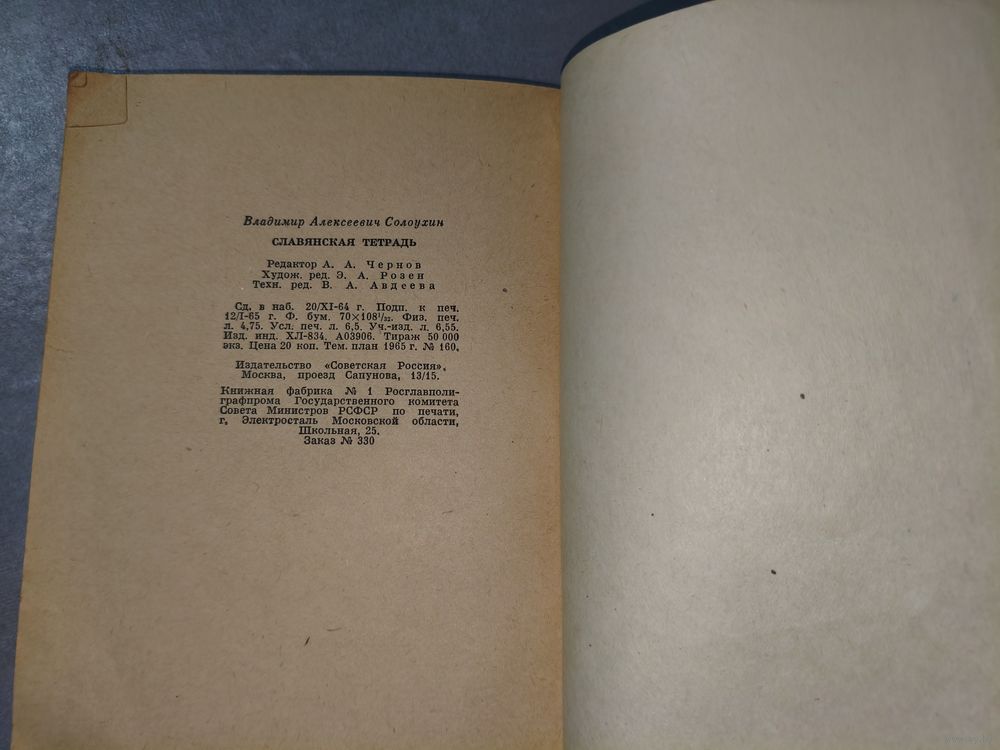 Владимир Алексеевич Солоухин
СЛАВЯНСКАЯ ТЕТРАДЬ
Редактор А. А. Чернов
Худож. ред. Э. А. Розен
Техн. ред. В. А. Авдеева
Сд. в наб. 20/XI-64 г. Подп. к печ.
12/I-65 г. Ф. бум. 70×108¹/₃₂. Физ. печ.
л. 4,75. Усл. печ. л. 6,5. Уч.-изд. л. 6,55.
Изд. инд. ХЛ-834. А03906. Тираж 50 000
экз. Цена 20 коп. Тем. план 1965 г. № 160.
Издательство «Советская Россия».
Москва, проезд Сапунова, 13/15.
Книжная фабрика № 1 Росглавполи-
графпрома Государственного комитета
Совета Министров РСФСР по печати,
г. Электросталь Московской области,
Школьная, 25.
Заказ № 330